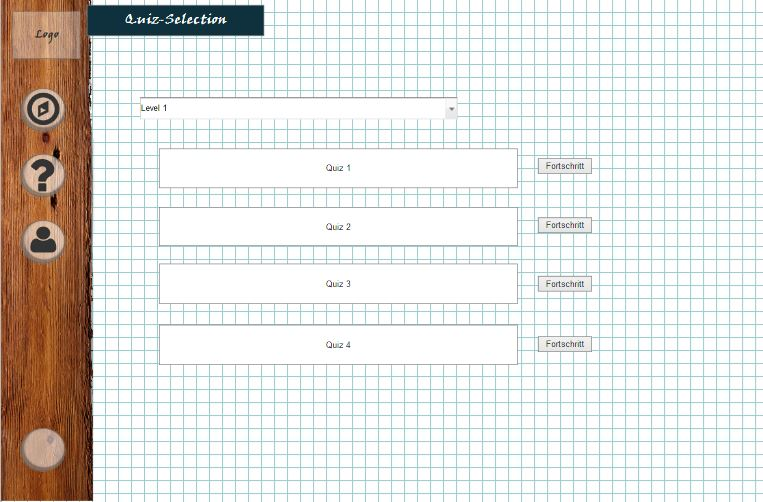 Logo
Quiz-Selection
Level 1
Quiz 1
Fortschritt
Quiz 2
Fortschritt
Quiz 3
Fortschritt
Quiz 4
Fortschritt